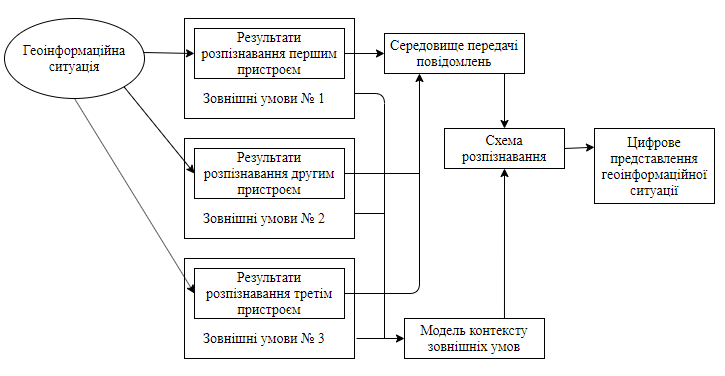 Геоінформаційна
ситуація
Результати
розпізнавання першим
пристроєм
Зовнішні умови № 1
Результати
розпізнавання другим
пристроєм
Зовнішні умови № 2
Результати
розпізнавання третім
пристроєм
Зовнішні умови № 3
Середовище передачі
повідомлень
Схема
розпізнавання
Цифрове
представлення
геоінформаційної
ситуації
Модель контексту
зовнішніх умов